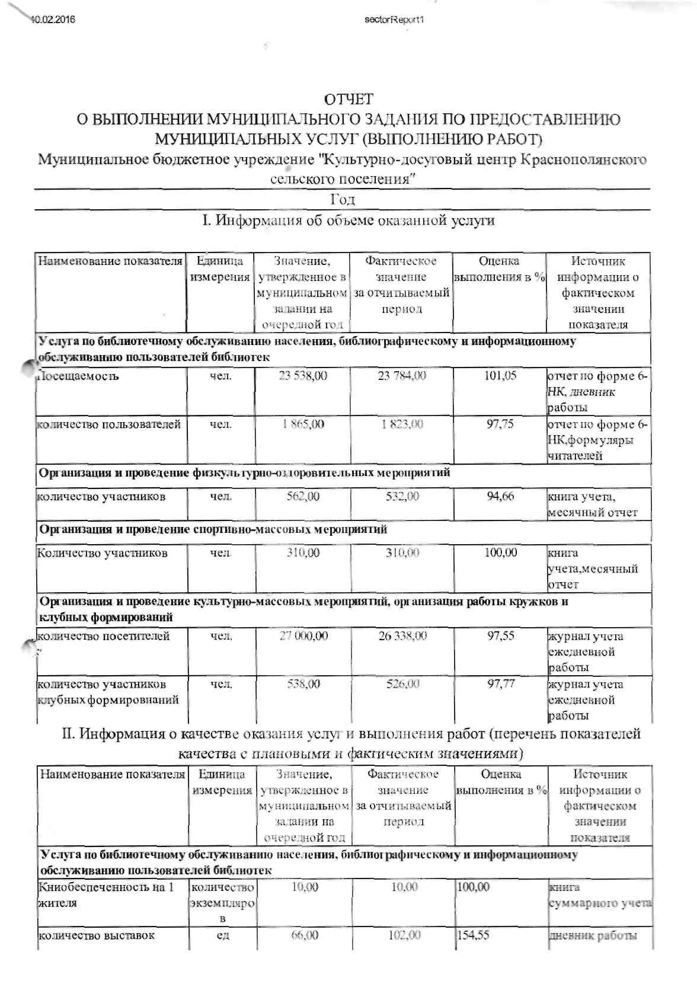 10.02.2016 sectorReport1
ОТЧЕТ
О ВЫПОЛНЕНИИ МУНИЦИПАЛЬНОГО ЗАДАНИЯ ПО ПРЕДОСТАВЛЕНИЮ
МУНИЦИПАЛЬНЫХ УСЛУГ (ВЫПОЛНЕНИЮ РАБОТ)
Муниципальное бюджетное учреждение "Культурно-досуговый центр Краснополянского
сельского поселения"
Год
I. Информация об объеме оказанной услуги
Наименование показателя Единица Значение, Фактическое Оценка Источник
измерения утвержденное в значение выполнения в % информации о
муниципальном за отчитываемый фактическом
задании на период значении
очередной год показателя
Услуга по библиотечному обслуживанию населения, библиографическому и информационному
обслуживанию пользователей библиотек
Посещаемость чел. 23 538,00 23 784,00 101,05 отчет по форме 6-
НК, дневник
работы
количество пользователей чел. 1 865,00 1 823,00 97,75 отчет по форме 6-
НК,формуляры
читателей
Организация и проведение физкультурно-оздоровительных мероприятий
количество участников чел. 562,00 532,00 94,66 книга учета,
месячный отчет
Организация и проведение спортивно-массовых мероприятий
Количество участников чел 310,00 310,00 100,00 книга
учета,месячный
отчет
Организация и проведение культурно-массовых мероприятий, организация работы кружков и
клубных формирований
количество посетителей чел. 27 000,00 26 338,00 97,55 журнал учета
ежедневной
работы
количество участников чел. 538,00 526,00 97,77 журнал учета
клубных формировнаний ежедневной
работы
II. Информация о качестве оказания услуг и выполнения работ (перечень показателей
качества с плановыми и фактическим значениями)
Наименование показателя Единица Значение, Фактическое Оценка Источник
измерения утвержденное в значение выполнения в % информации о
муниципальном за отчитываемый фактическом
задании на период значении
очередной год показателя
Услуга по библиотечному обслуживанию населения, библиографическому и информационному
обслуживанию пользователей библиотек
Книобеспеченность на 1 количество 10,00 10,00 100,00 книга
жителя экземпляро суммарного учета
в
количество выставок ед 66,00 102,00 154,55 дневник работы